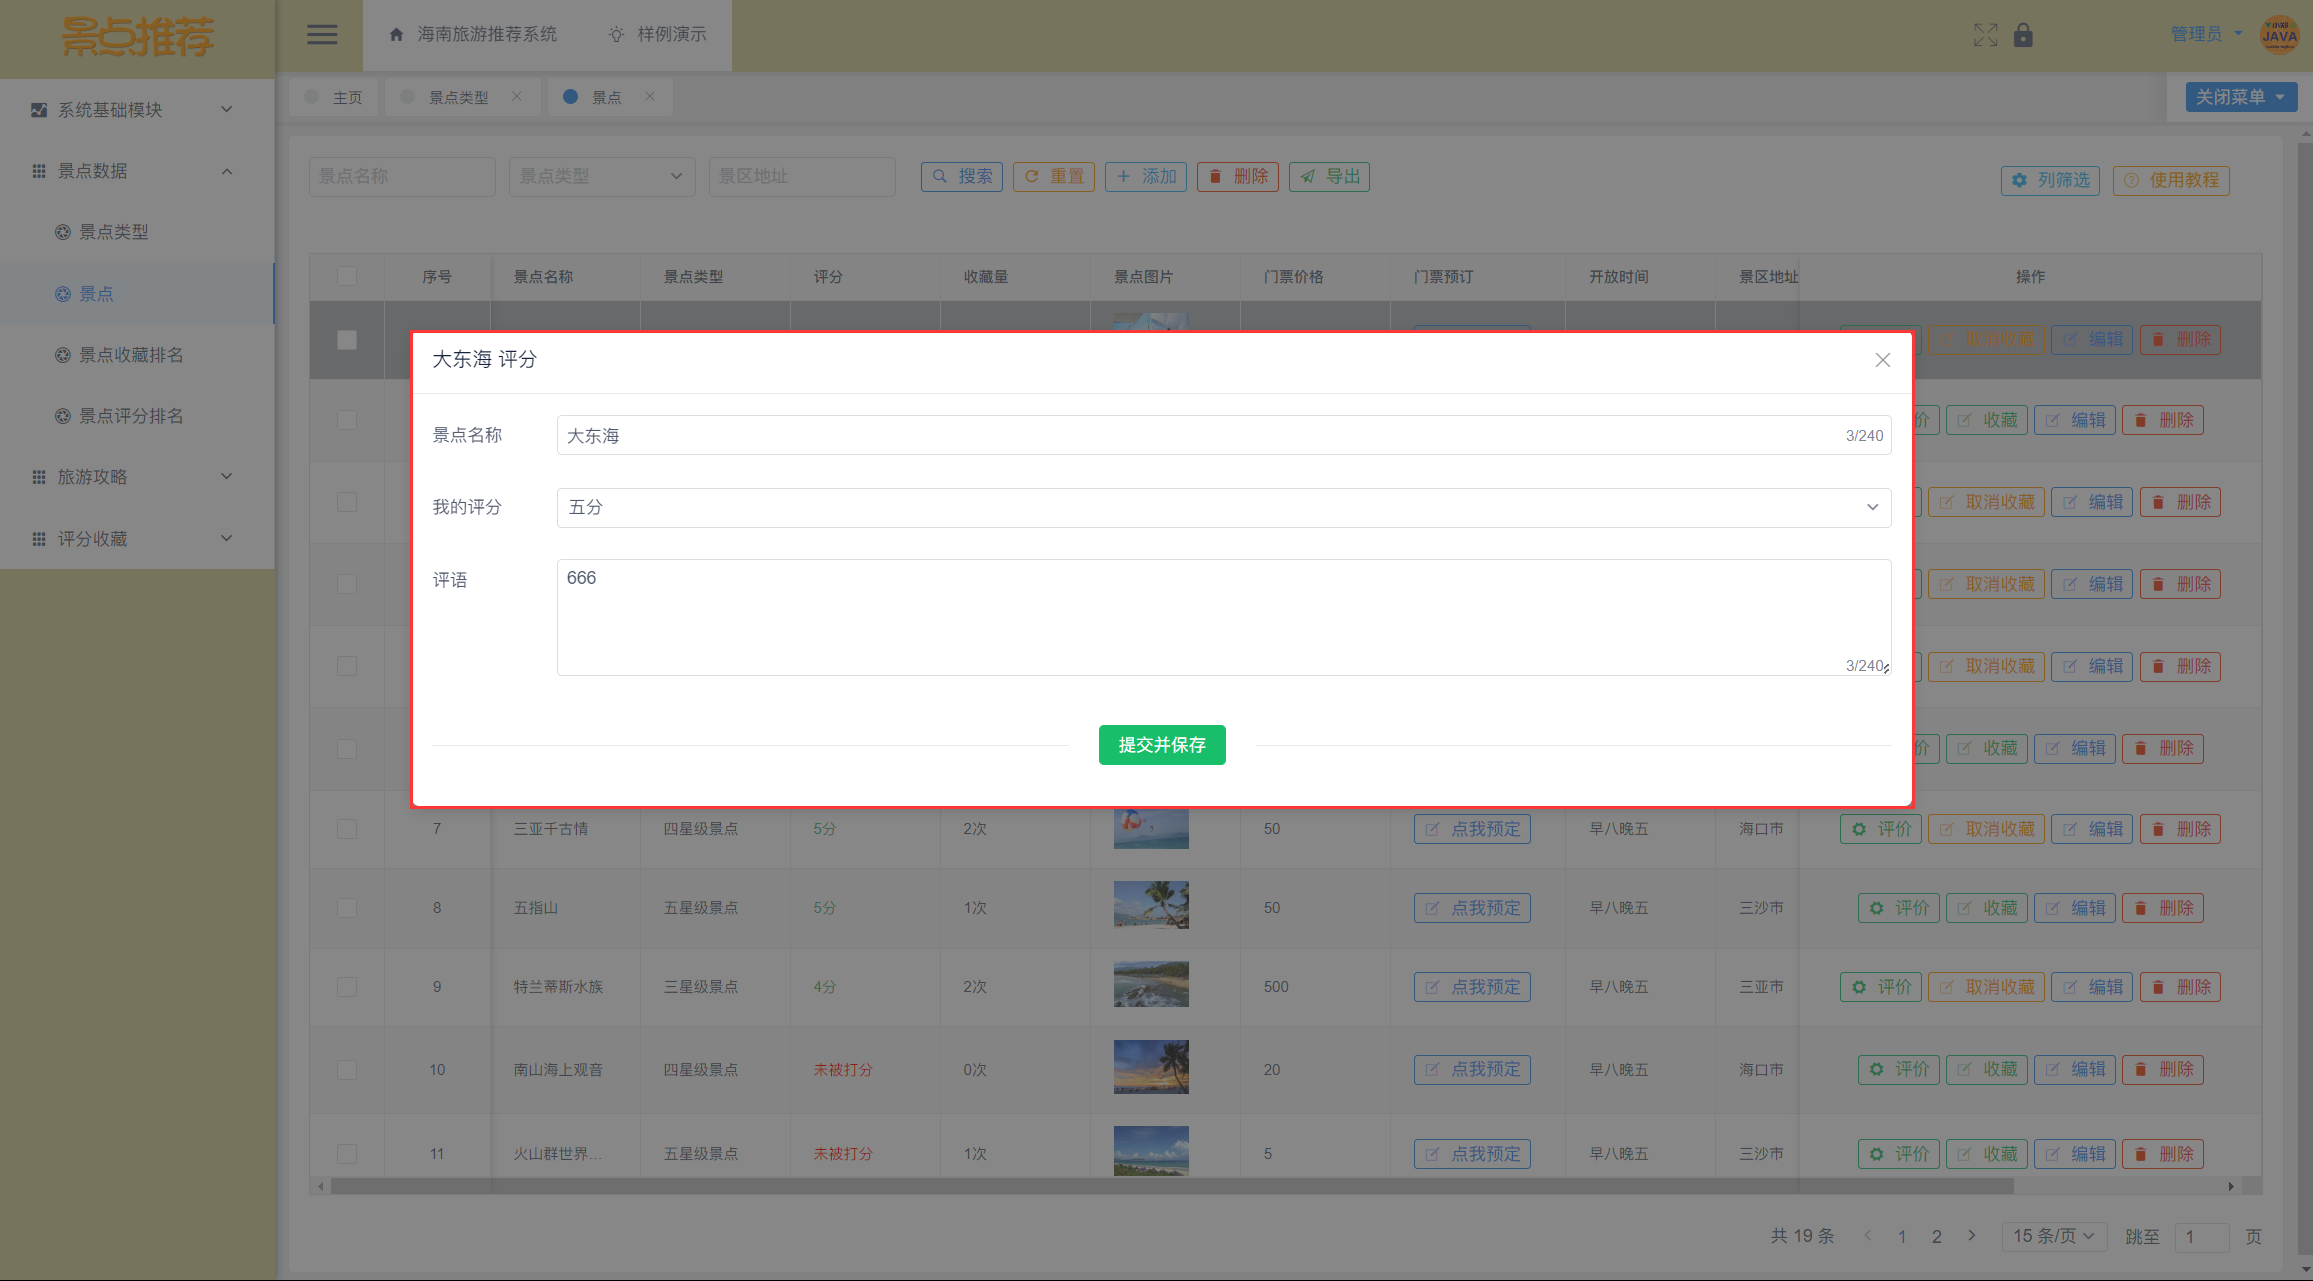 景点推荐
海南旅游推荐系统 样例演示
管理员
小郑
JAVA
主页 景点类型 景点
关闭菜单
系统基础模块
景点数据
景点类型
景点
景点收藏排名
景点评分排名
旅游攻略
评分收藏
景点名称 景点类型 景区地址 搜索 重置 添加 删除 导出 列筛选 使用教程
序号 景点名称 景点类型 评分 收藏量 景点图片 门票价格 门票预订 开放时间 景区地址 操作
取消收藏 编辑 删除
大东海 评分
景点名称 大东海 3/240
价 收藏 编辑 删除
我的评分 五分
取消收藏 编辑 删除
评语 666
取消收藏 编辑 删除
3/240
取消收藏 编辑 删除
提交并保存
价 收藏 编辑 删除
7 三亚千古情 四星级景点 5分 2次 50 点我预定 早八晚五 海口市 评价 取消收藏 编辑 删除
8 五指山 五星级景点 5分 1次 50 点我预定 早八晚五 三沙市 评价 收藏 编辑 删除
9 特兰蒂斯水族 三星级景点 4分 2次 500 点我预定 早八晚五 三亚市 评价 取消收藏 编辑 删除
10 南山海上观音 四星级景点 未被打分 0次 20 点我预定 早八晚五 海口市 评价 收藏 编辑 删除
11 火山群世界... 五星级景点 未被打分 1次 5 点我预定 早八晚五 三沙市 评价 收藏 编辑 删除
共 19 条 1 2 15 条/页 跳至 1 页